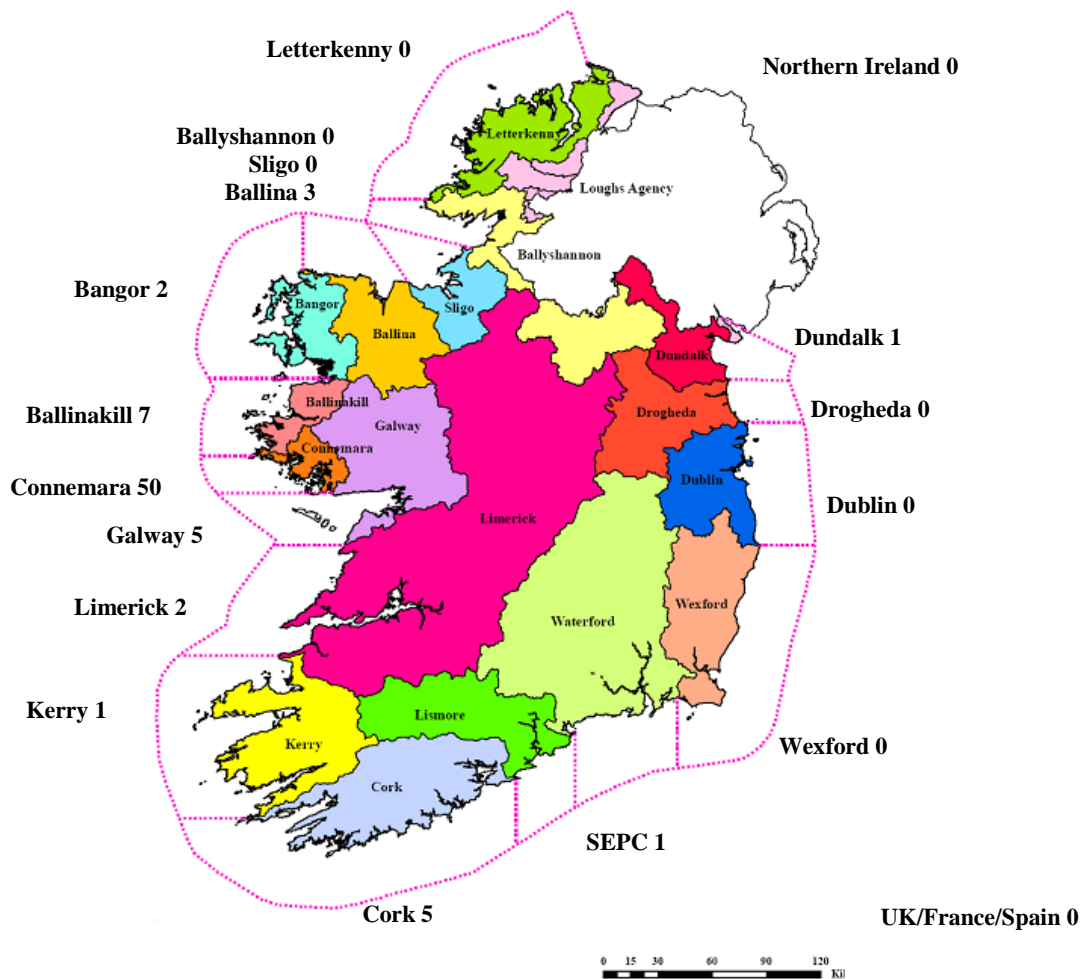 Letterkenny 0
Northern Ireland 0
Ballyshannon 0
Sligo 0
Ballina 3
Letterkenny
Loughs Agency
Ballyshannon
Bangor 2
Bangor
Sligo
Ballina
Dundalk 1
Dundalk
Ballinakill 7
Ballinakill
Drogheda 0
Drogheda
Galway
Connemara
Connemara 50
Dublin
Dublin 0
Galway 5
Limerick
Limerick 2
Wexford
Waterford
Kerry 1
Lismore
Kerry
Wexford 0
Cork
SEPC 1
Cork 5
UK/France/Spain 0
0 15 30 60 90 120
Kil